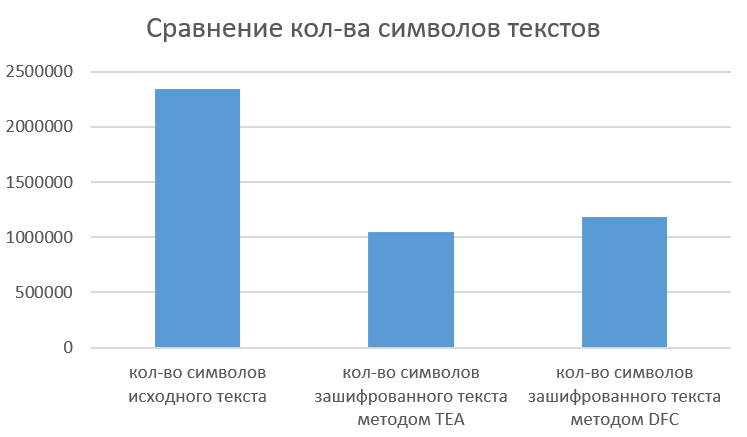 Сравнение кол-ва символов текстов
2500000
2000000
1500000
1000000
500000
0
кол-во символов
исходного текста
кол-во символов
зашифрованного текста
методом TEA
кол-во символов
зашифрованного текста
методом DFC